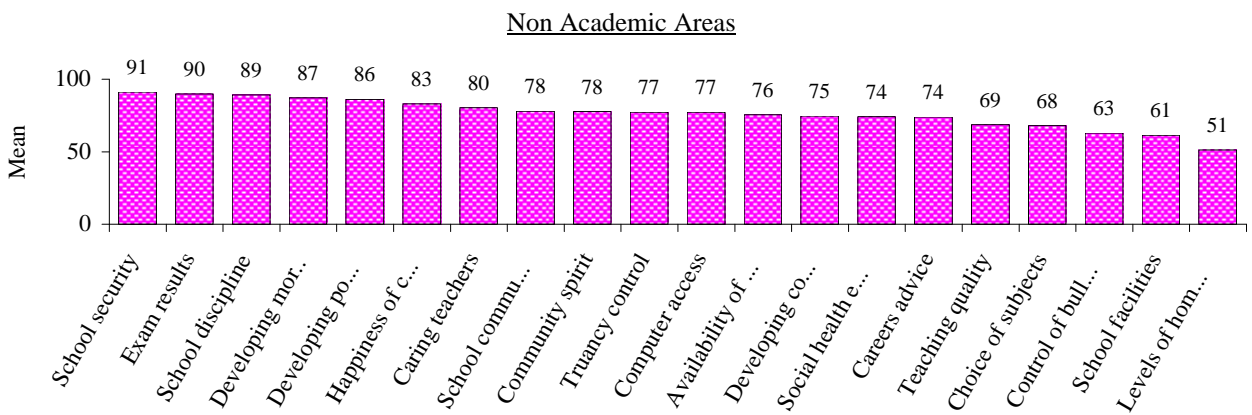 Non Academic Areas
91 90 89 87 86 83 80 78 78 77 77 76 75 74 74 69 68 63 61 51
Mean
100
50
0
School security
Exam results
School discipline
Developing mor..
Developing po...
Happiness of c...
Caring teachers
School commu...
Community spirit
Truancy control
Computer access
Availability of ...
Developing co...
Social health e...
Careers advice
Teaching quality
Choice of subjects
Control of bull...
School facilities
Levels of hom...